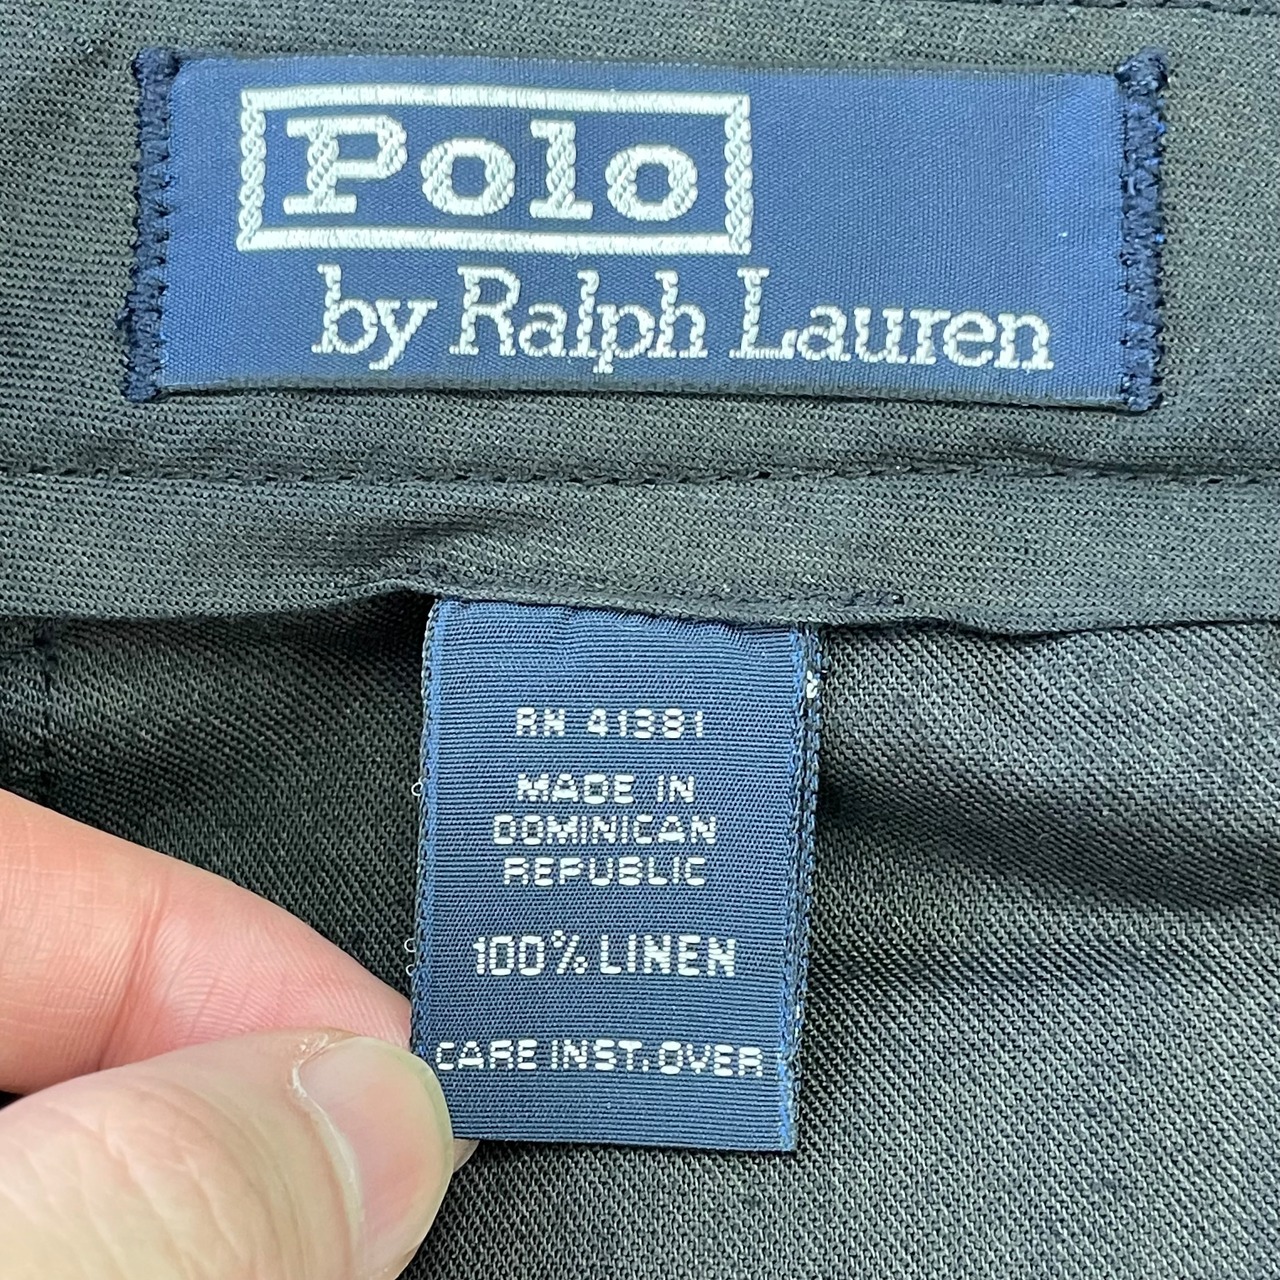 Polo
by Ralph Lauren
RN 41381
MADE IN
DOMINICAN
REPUBLIC
100% LINEN
CARE INST. OVER